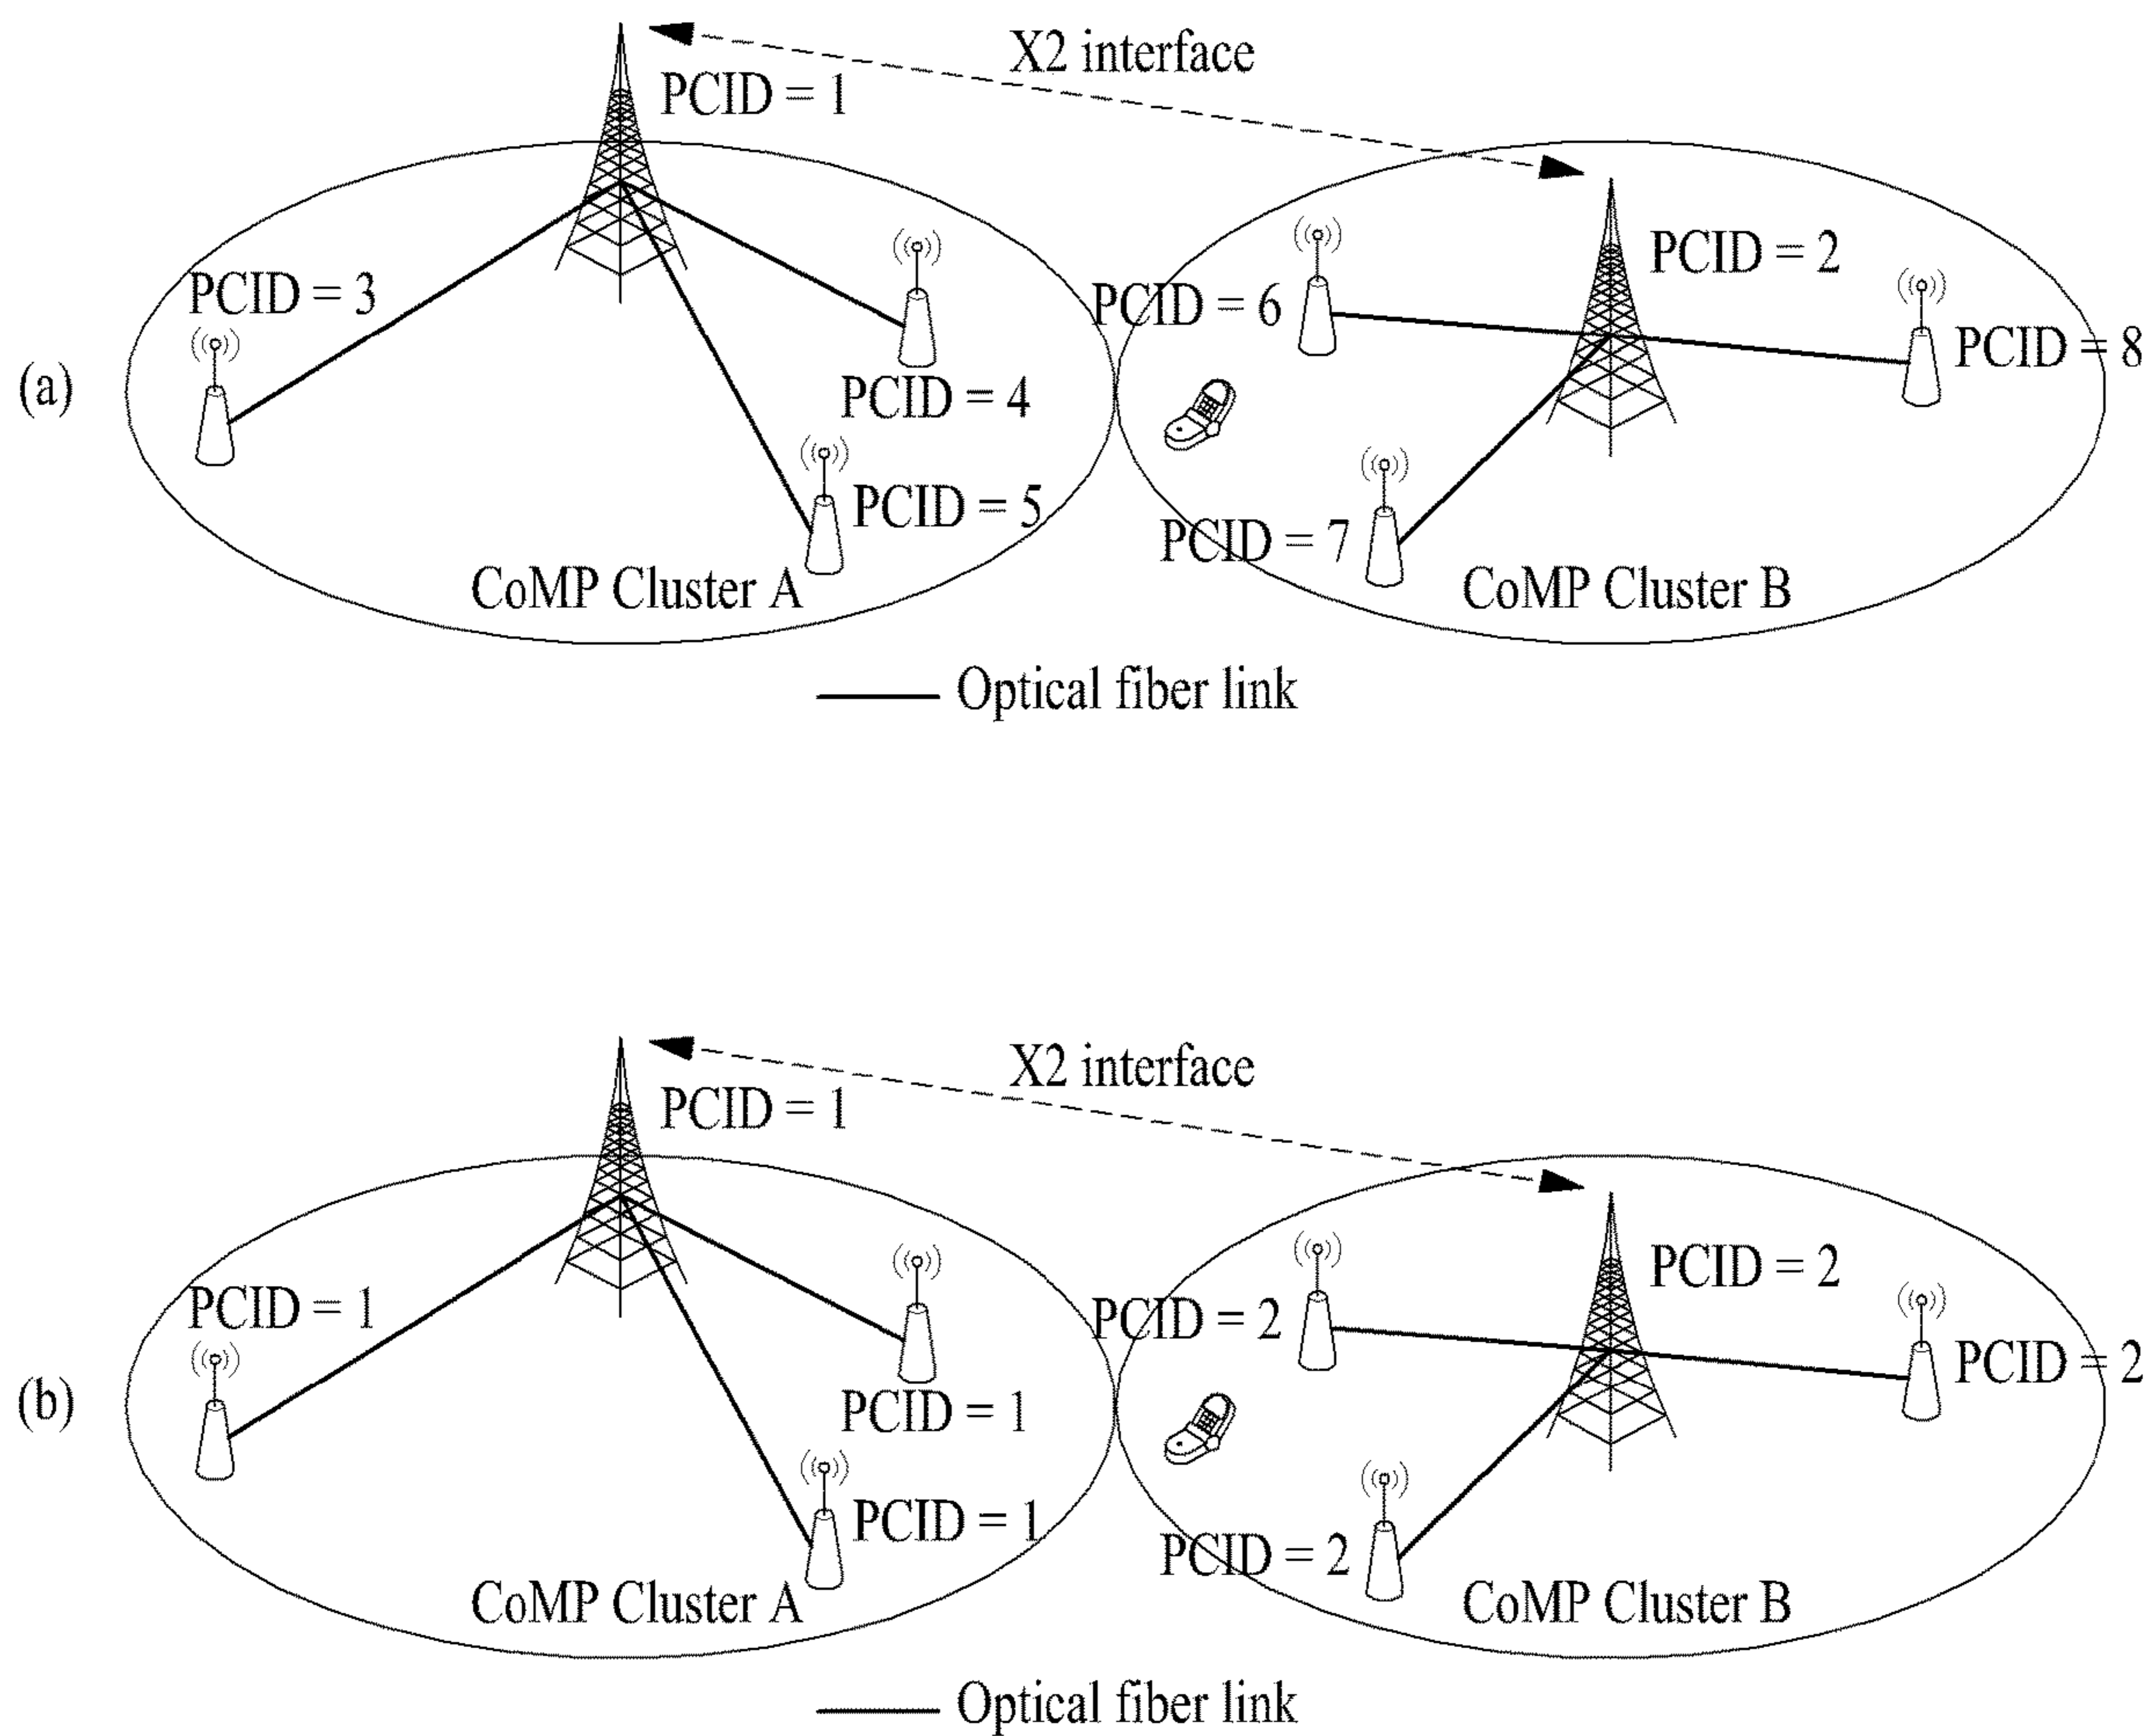 X2 interface
PCID = 1
PCID = 2
PCID = 3
PCID = 6
PCID = 8
(a)
PCID = 4
PCID = 5
PCID = 7
CoMP Cluster A
CoMP Cluster B
Optical fiber link
X2 interface
PCID = 1
PCID = 2
PCID = 1
PCID = 2
PCID = 2
(b)
PCID = 1
PCID = 1
PCID = 2
CoMP Cluster A
CoMP Cluster B
Optical fiber link